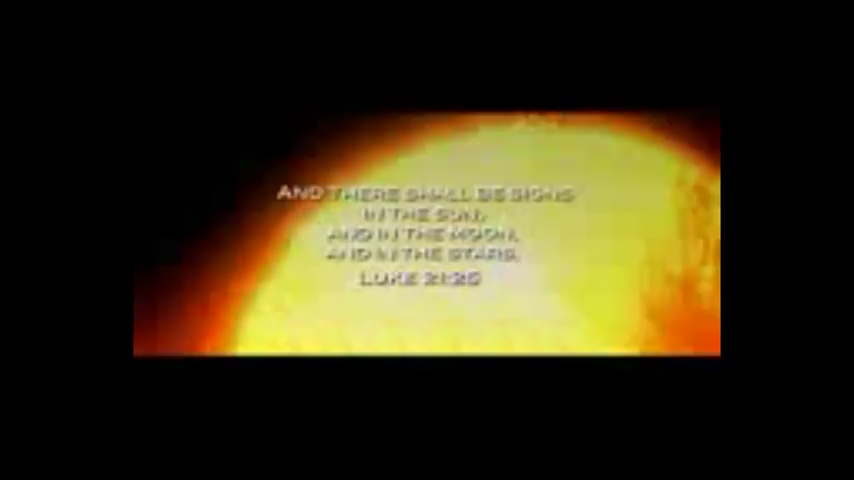 AND THERE SHALL BE SIGNS
IN THE SUN,
AND IN THE MOON,
AND IN THE STARS.
LUKE 21:25